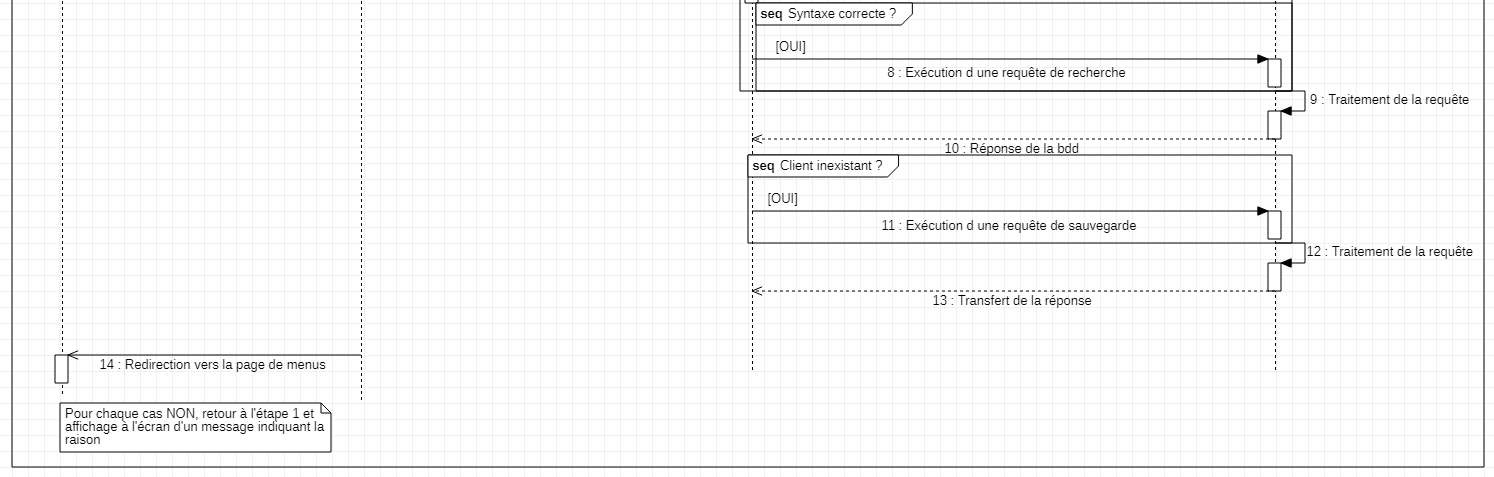 seq Syntaxe correcte ?
[OUI]
8 : Exécution d une requête de recherche
9 : Traitement de la requête
10 : Réponse de la bdd
seq Client inexistant ?
[OUI]
11 : Exécution d une requête de sauvegarde
12 : Traitement de la requête
13 : Transfert de la réponse
14 : Redirection vers la page de menus
Pour chaque cas NON, retour à l'étape 1 et
affichage à l'écran d'un message indiquant la
raison